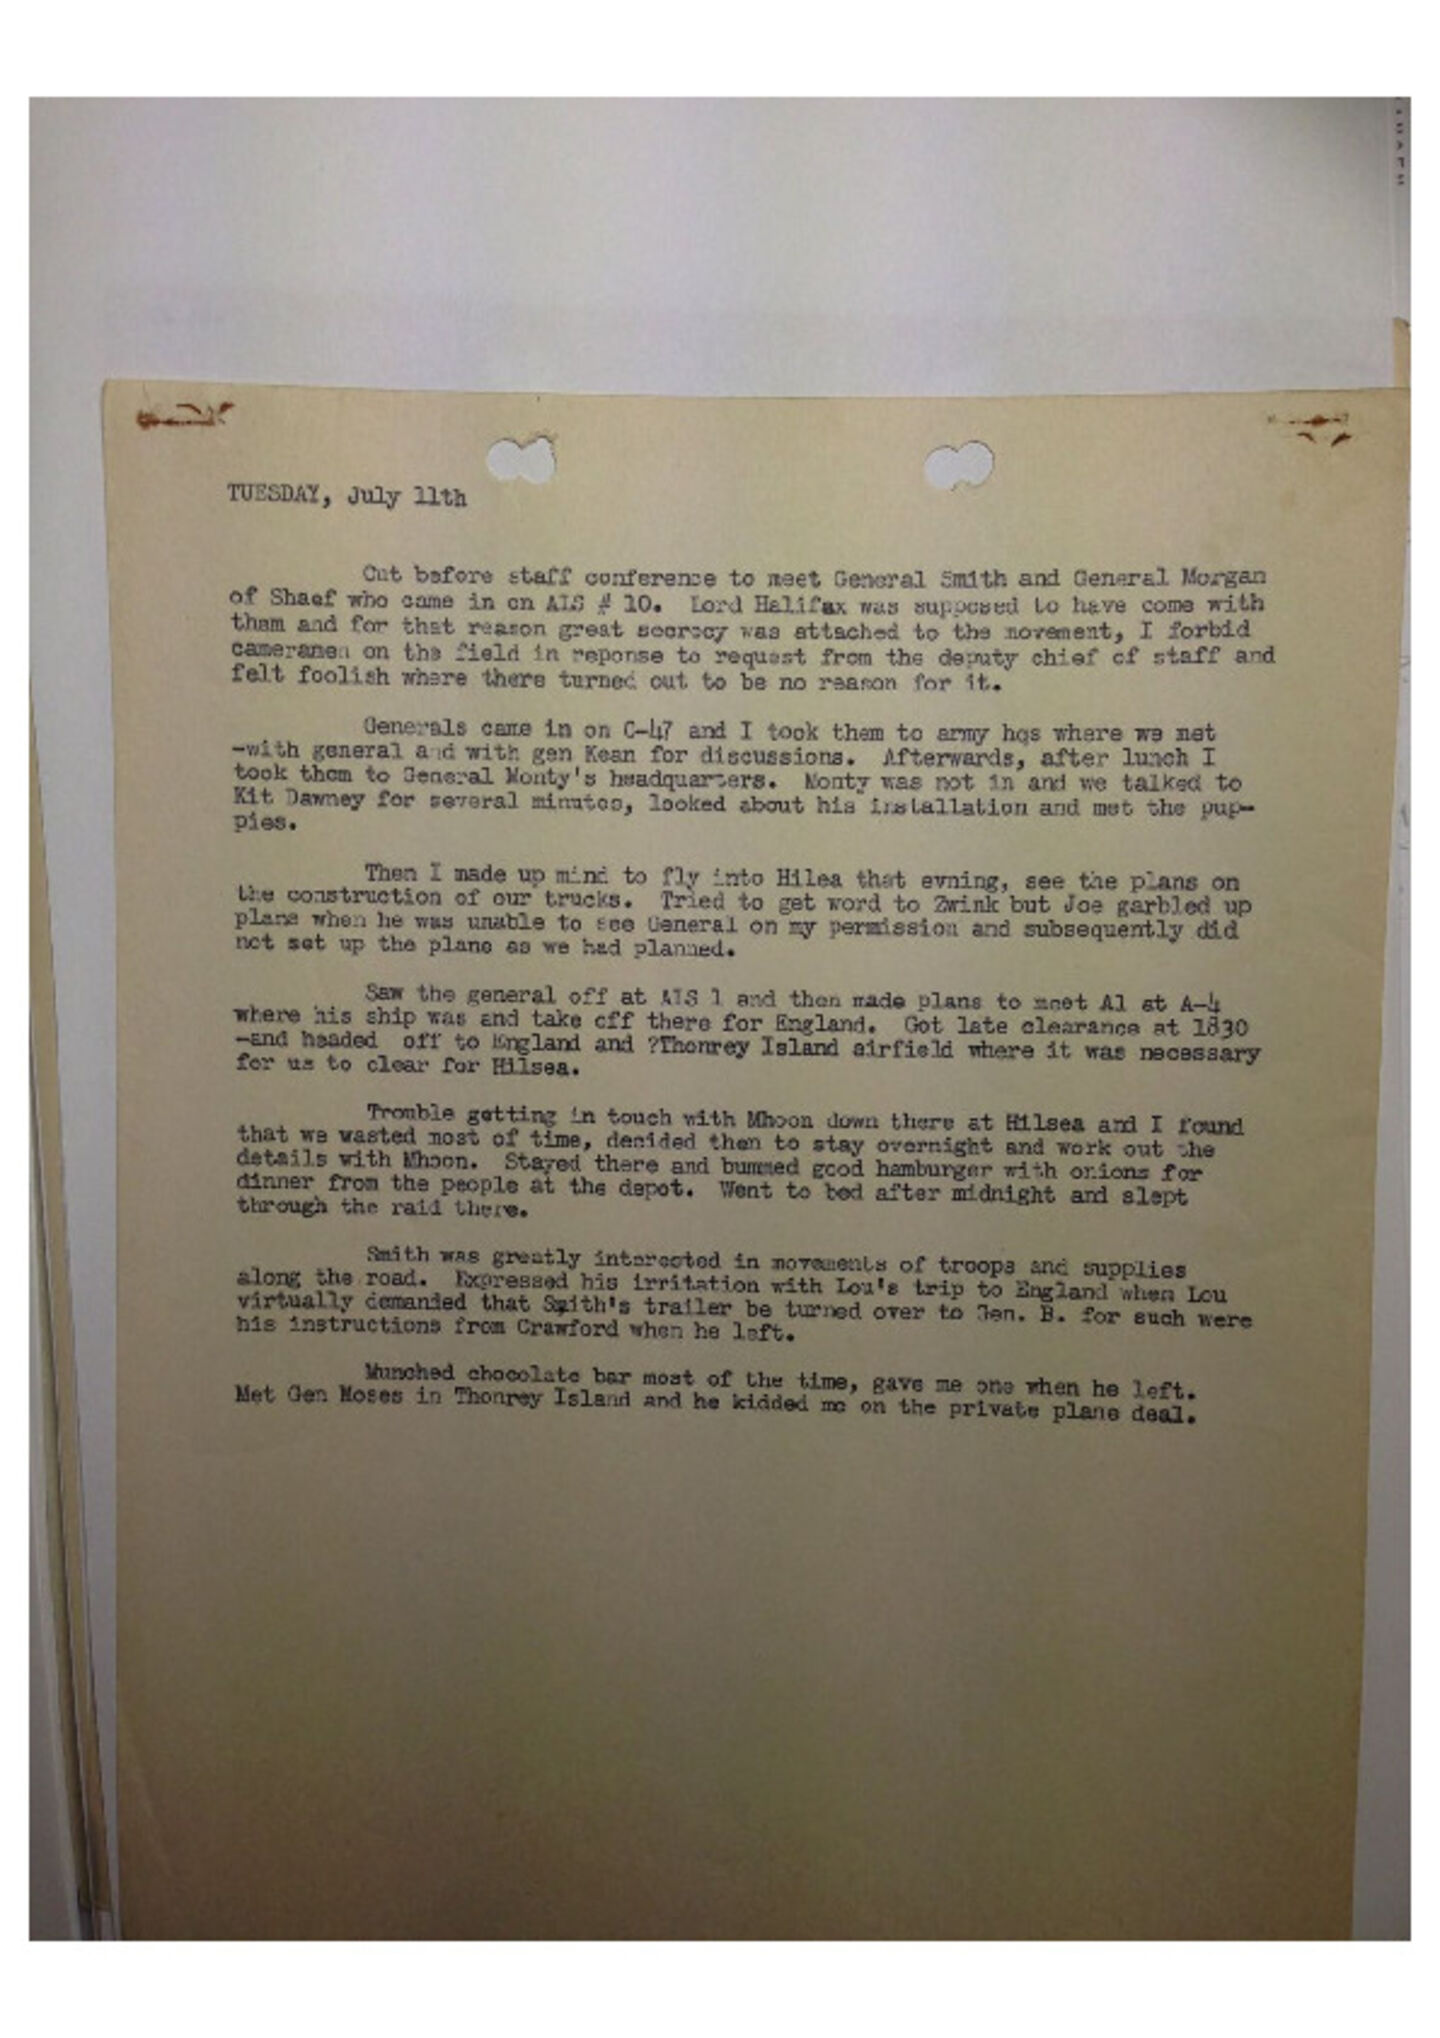 TUESDAY, July 11th
Out before staff conference to meet General Smith and General Morgan
of Shaef who came in on ALS # 10. Lord Halifax was supposed to have come with
them and for that reason great secrecy was attached to the movement, I forbid
cameramen on the field in reponse to request from the deputy chief of staff and
felt foolish where there turned out to be no reason for it.
Generals came in on C-47 and I took them to army hqs where we met
-with general and with gen Kean for discussions. Afterwards, after lunch I
took them to General Monty's headquarters. Monty was not in and we talked to
Kit Dawney for several minutes, looked about his installation and met the pup-
pies.
Then I made up mind to fly into Hilea that evning, see the plans on
the construction of our trucks. Tried to get word to Zwink but Joe garbled up
plans when he was unable to see General on my permission and subsequently did
not set up the plane as we had planned.
Saw the general off at ALS 1 and then made plans to meet Al at A-4
where his ship was and take off there for England. Got late clearance at 1830
-and headed off to England and ?Thonrey Island airfield where it was necessary
for us to clear for Hilsea.
Trouble getting in touch with Mhoon down there at Hilsea and I found
that we wasted most of time, decided then to stay overnight and work out the
details with Mhoon. Stayed there and bummed good hamburger with onions for
dinner from the people at the depot. Went to bed after midnight and slept
through the raid there.
Smith was greatly interested in movements of troops and supplies
along the road. Expressed his irritation with Lou's trip to England when Lou
virtually demanded that Smith's trailer be turned over to Gen. B. for such were
his instructions from Crawford when he left.
Munched chocolate bar most of the time, gave me one when he left.
Met Gen Moses in Thonrey Island and he kidded me on the private plane deal.